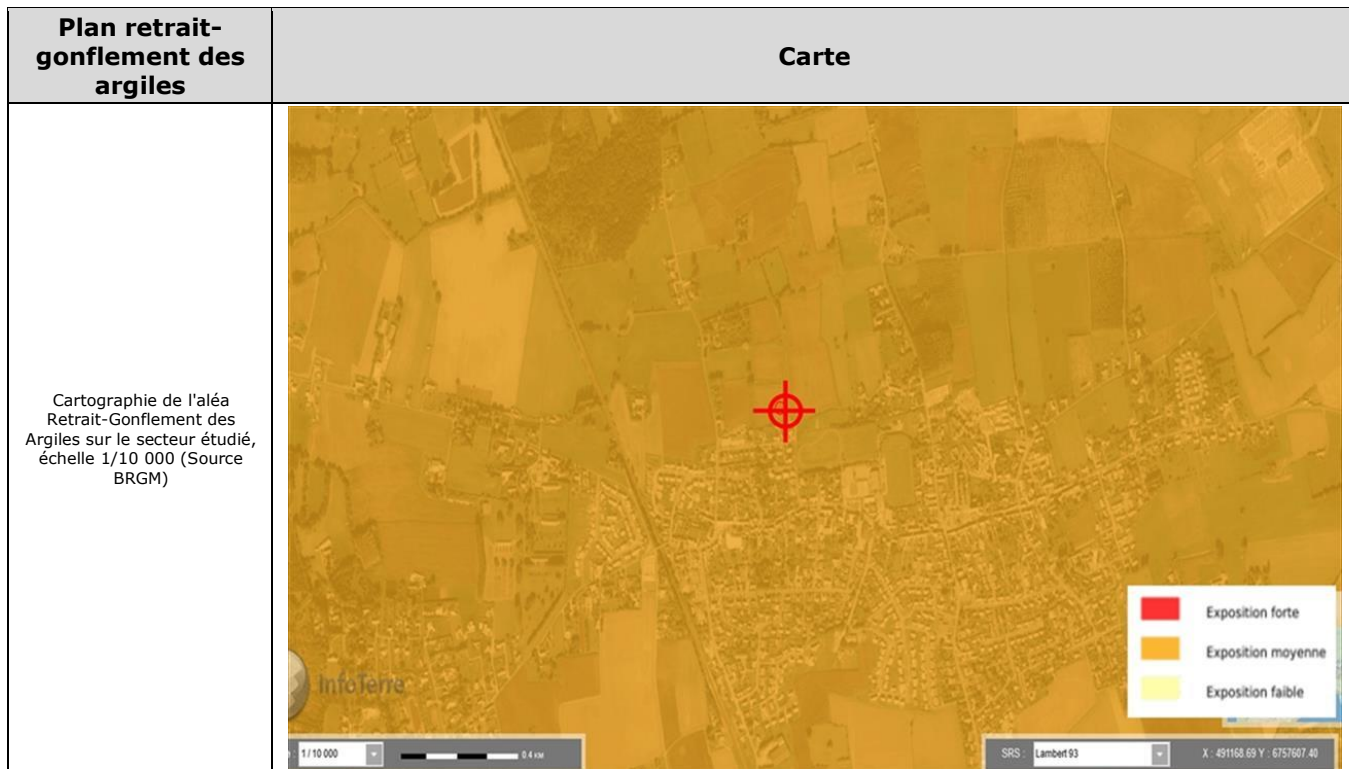 Plan retrait-
gonflement des
argiles
Carte
Cartographie de l'aléa
Retrait-Gonflement des
Argiles sur le secteur étudié,
échelle 1/10 000 (Source
BRGM)
Exposition forte
Exposition moyenne
Exposition faible
InfoTerre
1/10 000
0.4 KM
SRS : Lambert 93
X : 491168.69 Y : 6757607.40